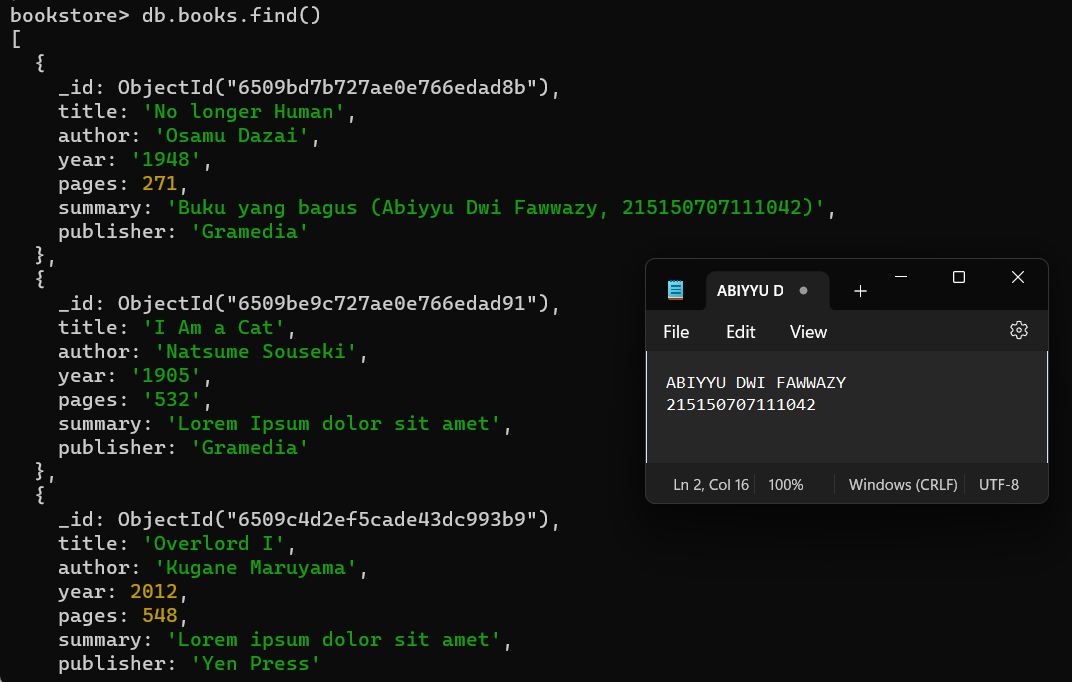 bookstore> db.books.find()
[
  {
    _id: ObjectId("6509bd7b727ae0e766edad8b"),
    title: 'No longer Human',
    author: 'Osamu Dazai',
    year: '1948',
    pages: 271,
    summary: 'Buku yang bagus (Abiyyu Dwi Fawwazy, 215150707111042)',
    publisher: 'Gramedia'
  },
  {
    _id: ObjectId("6509be9c727ae0e766edad91"),
    title: 'I Am a Cat',
    author: 'Natsume Souseki',
    year: '1905',
    pages: '532',
    summary: 'Lorem Ipsum dolor sit amet',
    publisher: 'Gramedia'
  },
  {
    _id: ObjectId("6509c4d2ef5cade43dc993b9"),
    title: 'Overlord I',
    author: 'Kugane Maruyama',
    year: 2012,
    pages: 548,
    summary: 'Lorem ipsum dolor sit amet',
    publisher: 'Yen Press'
ABIYYU D
File Edit View
ABIYYU DWI FAWWAZY
215150707111042
Ln 2, Col 16 100% Windows (CRLF) UTF-8